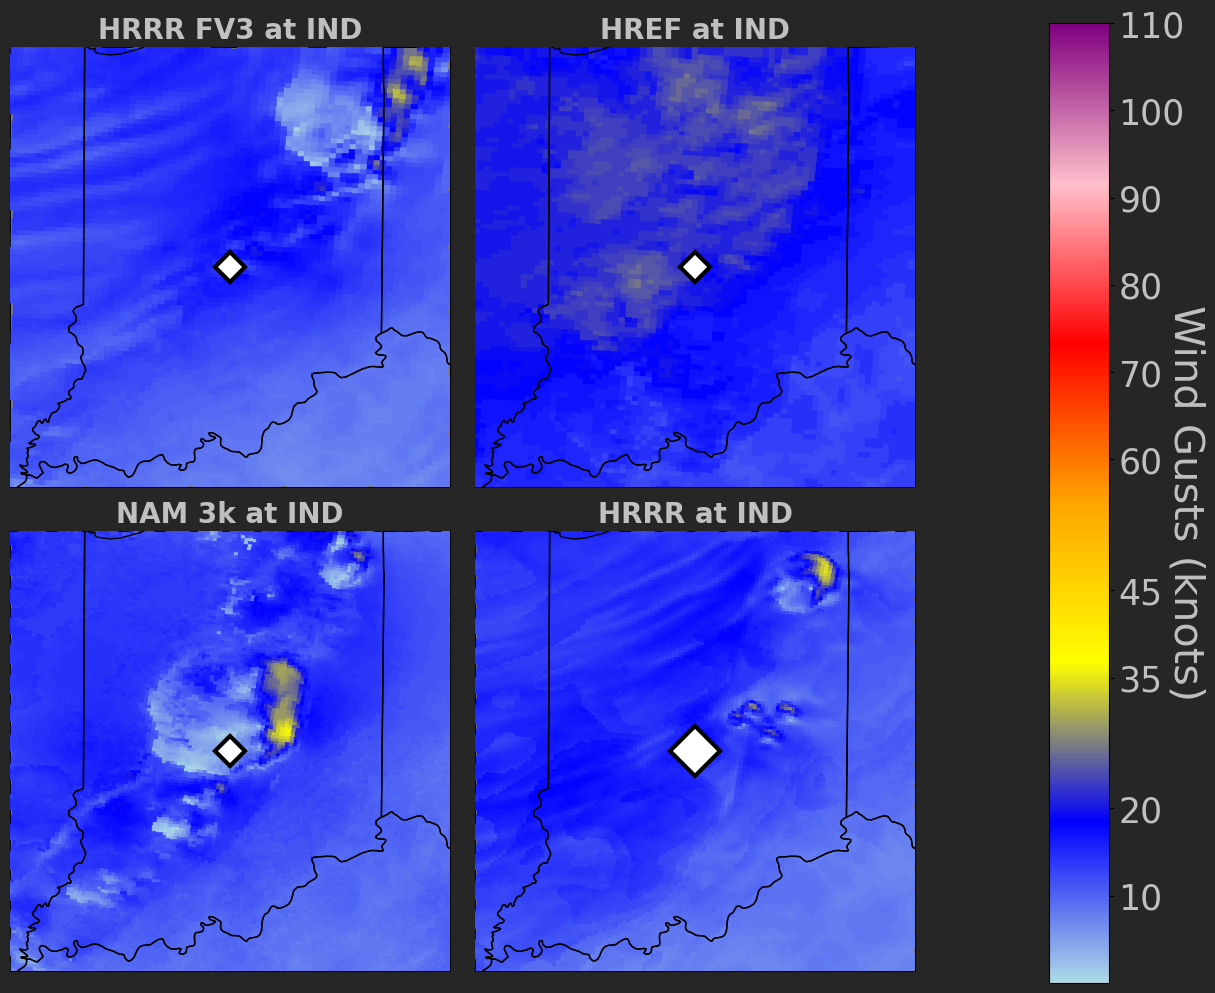 HRRR FV3 at IND
HREF at IND
NAM 3k at IND
HRRR at IND
110
100
90
80
70
60
45
35
20
10
Wind Gusts (knots)